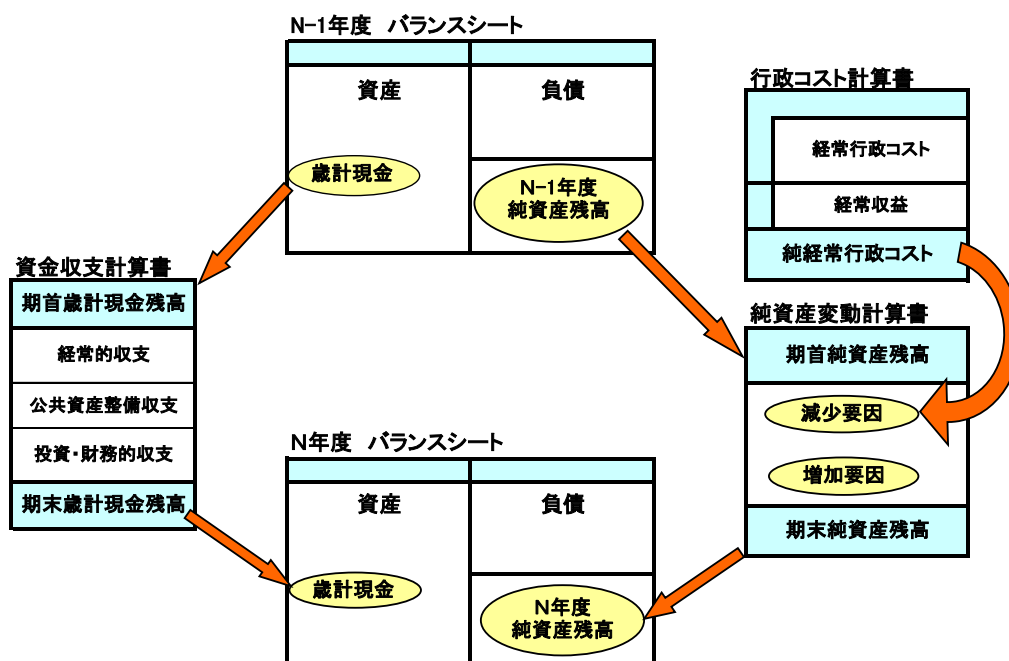 N-1年度 バランスシート
資産
負債
歳計現金
N-1年度
純資産残高
行政コスト計算書
経常行政コスト
経常収益
純経常行政コスト
資金収支計算書
期首歳計現金残高
経常的収支
公共資産整備収支
投資・財務的収支
期末歳計現金残高
純資産変動計算書
期首純資産残高
減少要因
増加要因
期末純資産残高
N年度 バランスシート
資産
負債
歳計現金
N年度
純資産残高